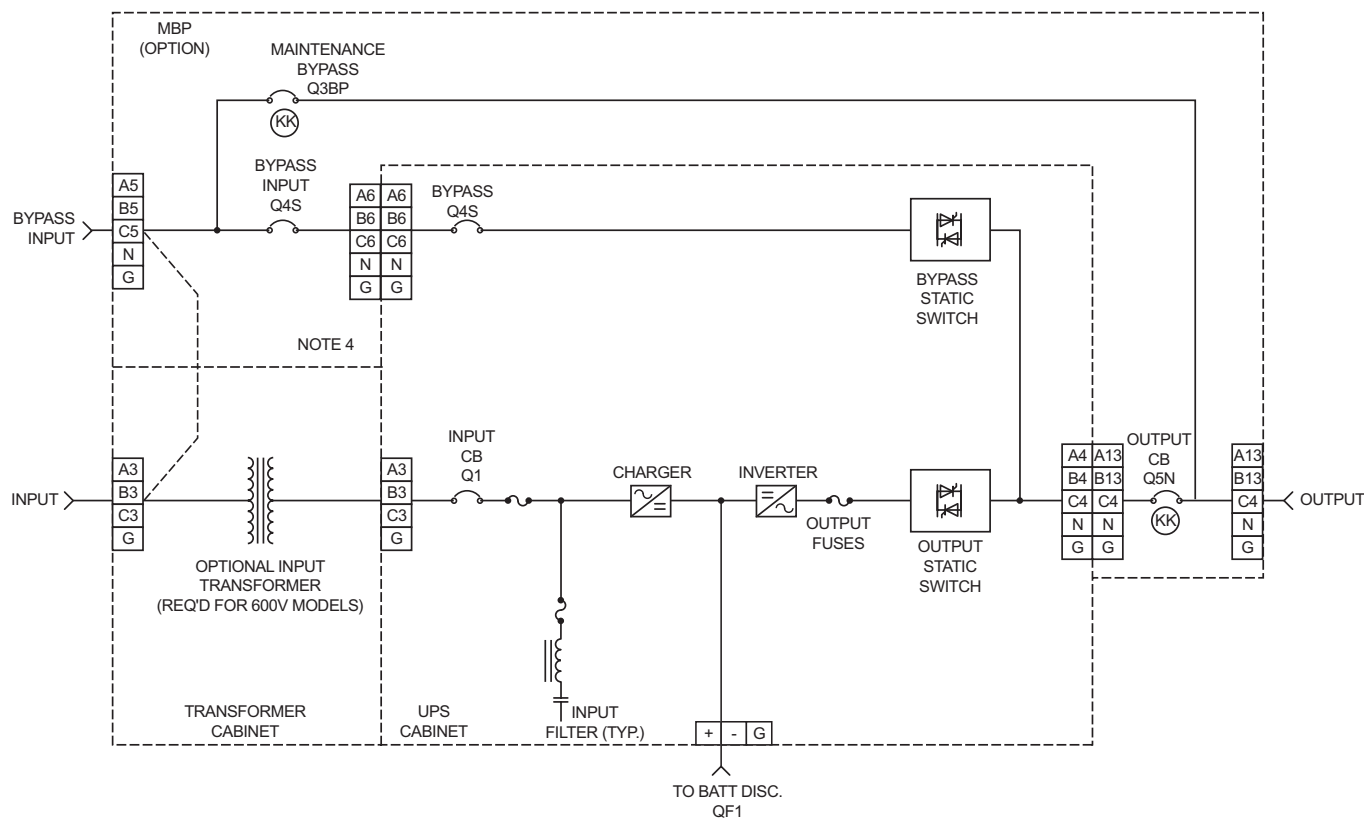 MBP
(OPTION)
MAINTENANCE
BYPASS
Q3BP
KK
BYPASS
INPUT
Q4S
BYPASS
Q4S
A5
B5
C5
N
G
BYPASS
INPUT
A6 A6
B6 B6
C6 C6
N N
G G
BYPASS
STATIC
SWITCH
NOTE 4
INPUT
A3
B3
C3
G
OPTIONAL INPUT
TRANSFORMER
(REQ'D FOR 600V MODELS)
A3
B3
C3
G
INPUT
CB
Q1
CHARGER
INVERTER
OUTPUT
FUSES
OUTPUT
STATIC
SWITCH
A4 A13
B4 B13
C4 C4
N N
G G
OUTPUT
CB
Q5N
KK
A13
B13
C4
N
G
OUTPUT
TRANSFORMER
CABINET
UPS
CABINET
INPUT
FILTER (TYP.)
+ - G
TO BATT DISC.
QF1